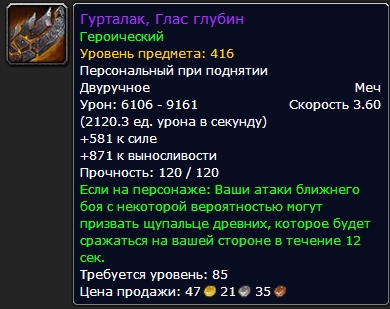 Гурталак, Глас глубин
Героический
Уровень предмета: 416
Персональный при поднятии
Двуручное Меч
Урон: 6106 - 9161 Скорость 3.60
(2120.3 ед. урона в секунду)
+581 к силе
+871 к выносливости
Прочность: 120 / 120
Если на персонаже: Ваши атаки ближнего
боя с некоторой вероятностью могут
призвать щупальце древних, которое будет
сражаться на вашей стороне в течение 12
сек.
Требуется уровень: 85
Цена продажи: 47 21 35